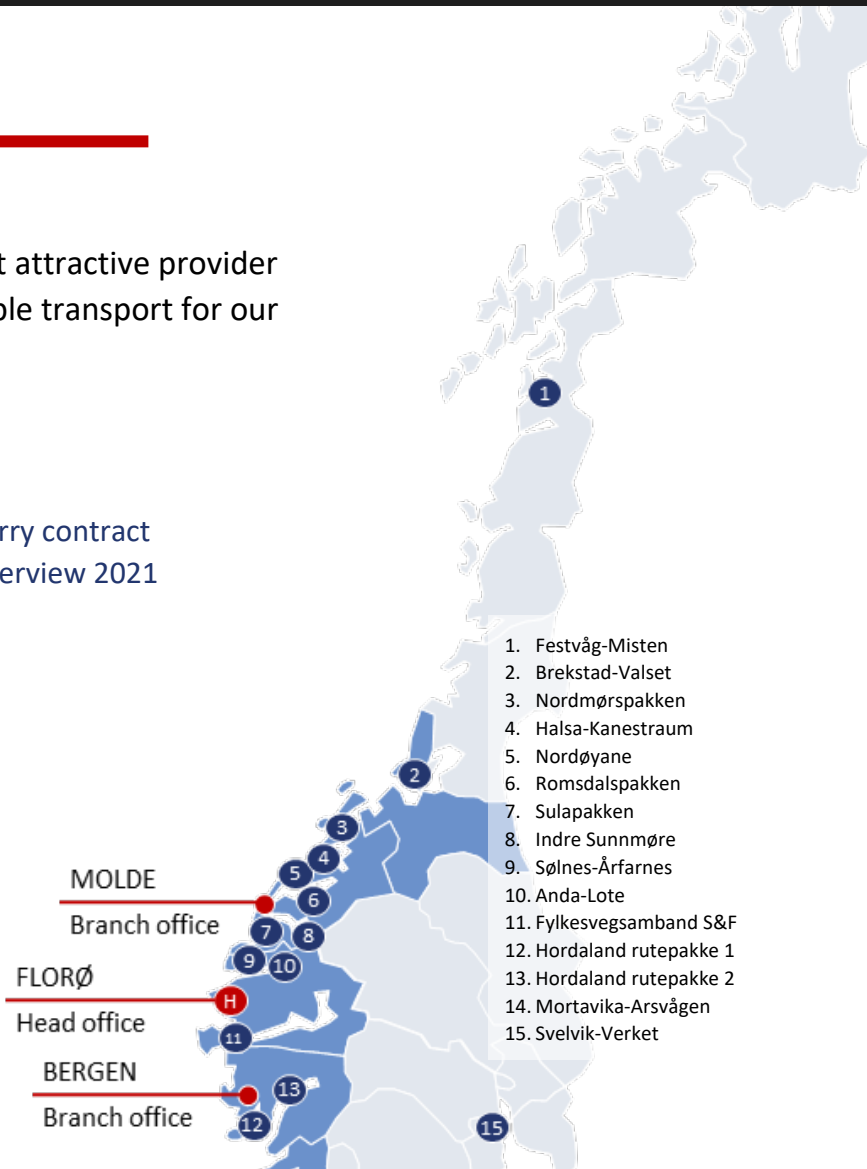 t attractive provider
ble transport for our
rry contract
erview 2021
1
1. Festvåg-Misten
2. Brekstad-Valset
3. Nordmørspakken
4. Halsa-Kanestraum
5. Nordøyane
6. Romsdalspakken
7. Sulapakken
8. Indre Sunnmøre
9. Sølnes-Årfarnes
10. Anda-Lote
11. Fylkesvegsamband S&F
12. Hordaland rutepakke 1
13. Hordaland rutepakke 2
14. Mortavika-Arsvågen
15. Svelvik-Verket
2
3
4
5
6
MOLDE
Branch office
7
8
9
10
FLORØ
H
Head office
11
BERGEN
13
Branch office
12
15